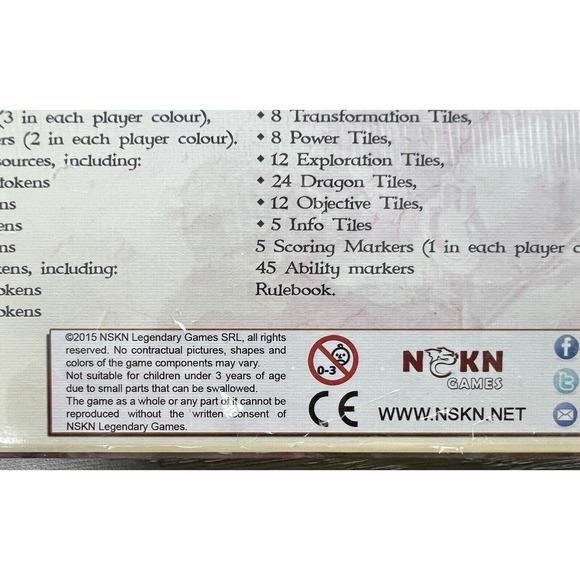 (3 in each player colour),
rs (2 in each player colour).
sources, including:
tokens
ns
ens
ns
kens, including:
okens
okens
• 8 Transformation Tiles,
• 8 Power Tiles,
• 12 Exploration Tiles,
• 24 Dragon Tiles,
• 12 Objective Tiles,
• 5 Info Tiles
5 Scoring Markers (1 in each player c
45 Ability markers
Rulebook.
©2015 NSKN Legendary Games SRL, all rights
reserved. No contractual pictures, shapes and
colors of the game components may vary.
Not suitable for children under 3 years of age
due to small parts that can be swallowed.
The game as a whole or any part of it cannot be
reproduced without the written consent of
NSKN Legendary Games.
0-3
CE
NSKN
GAMES
WWW.NSKN.NET